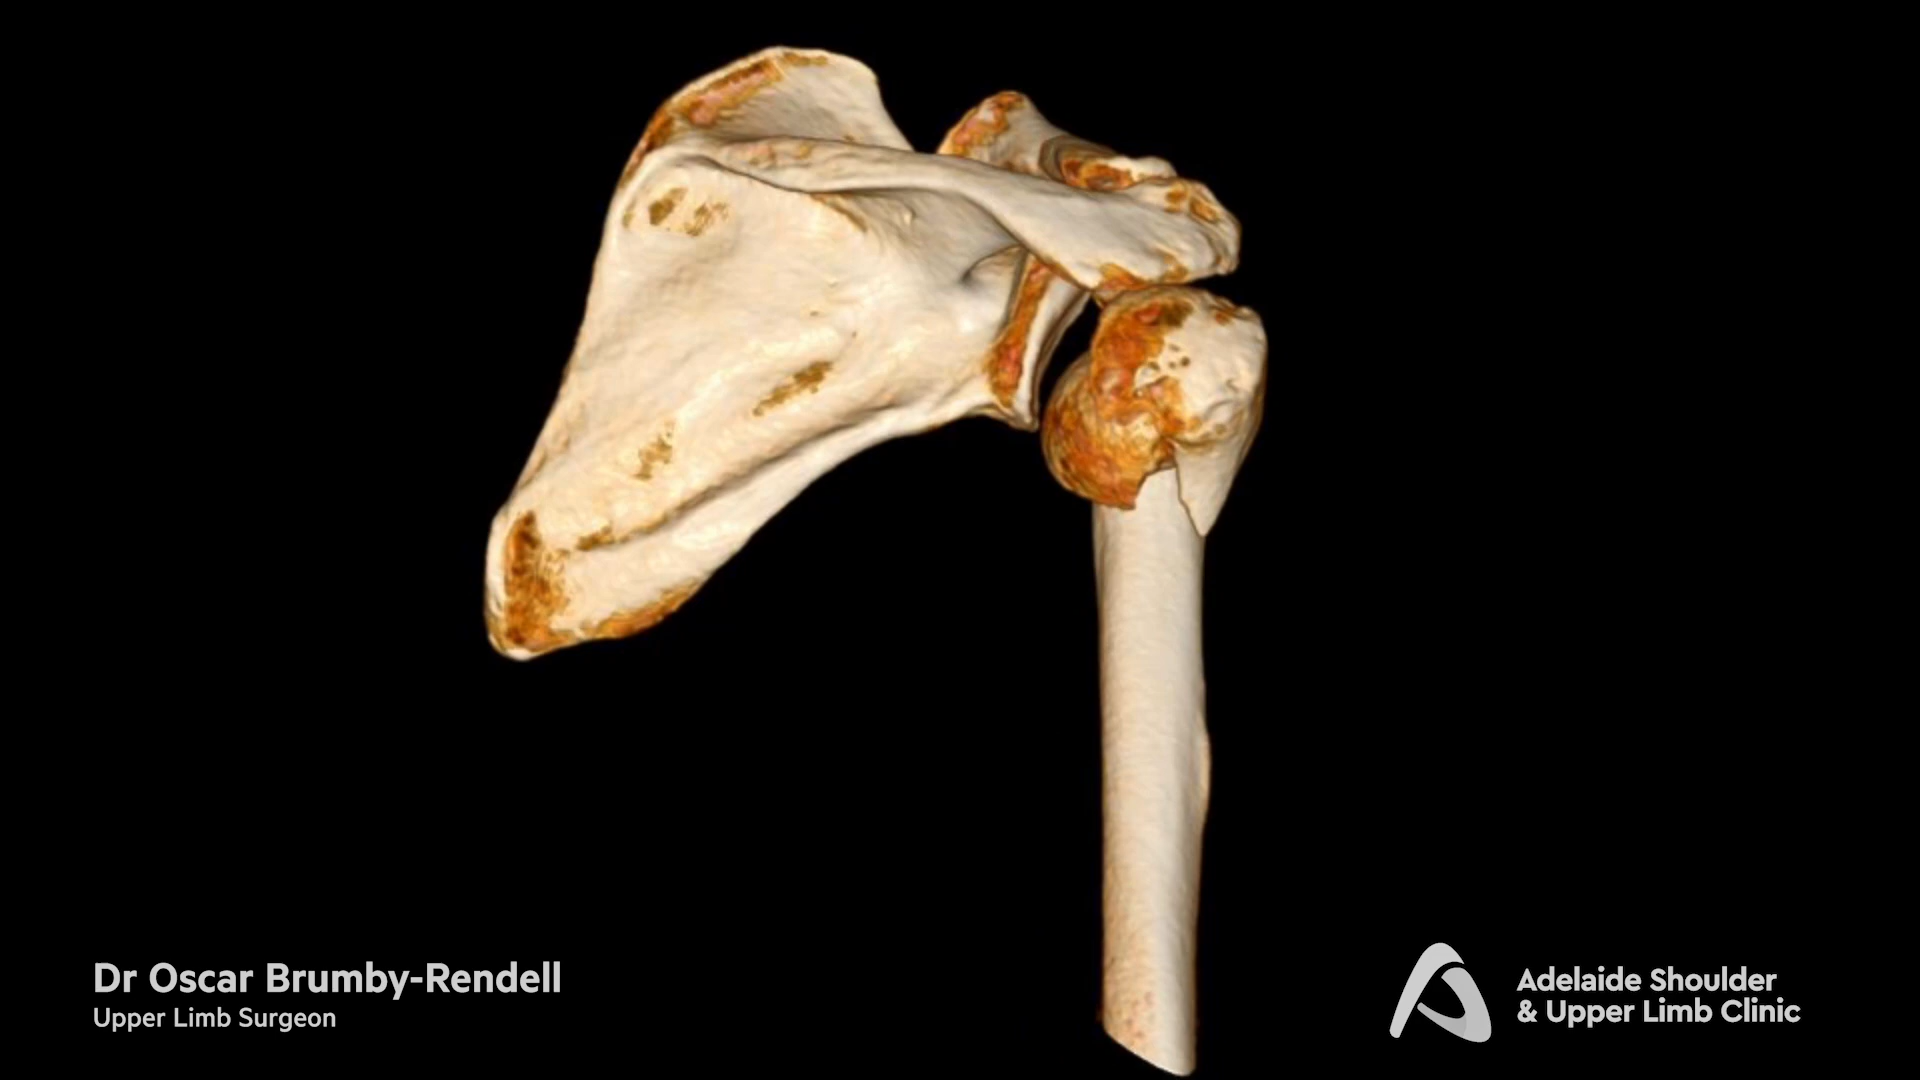 Dr Oscar Brumby-Rendell
Upper Limb Surgeon
Adelaide Shoulder
& Upper Limb Clinic